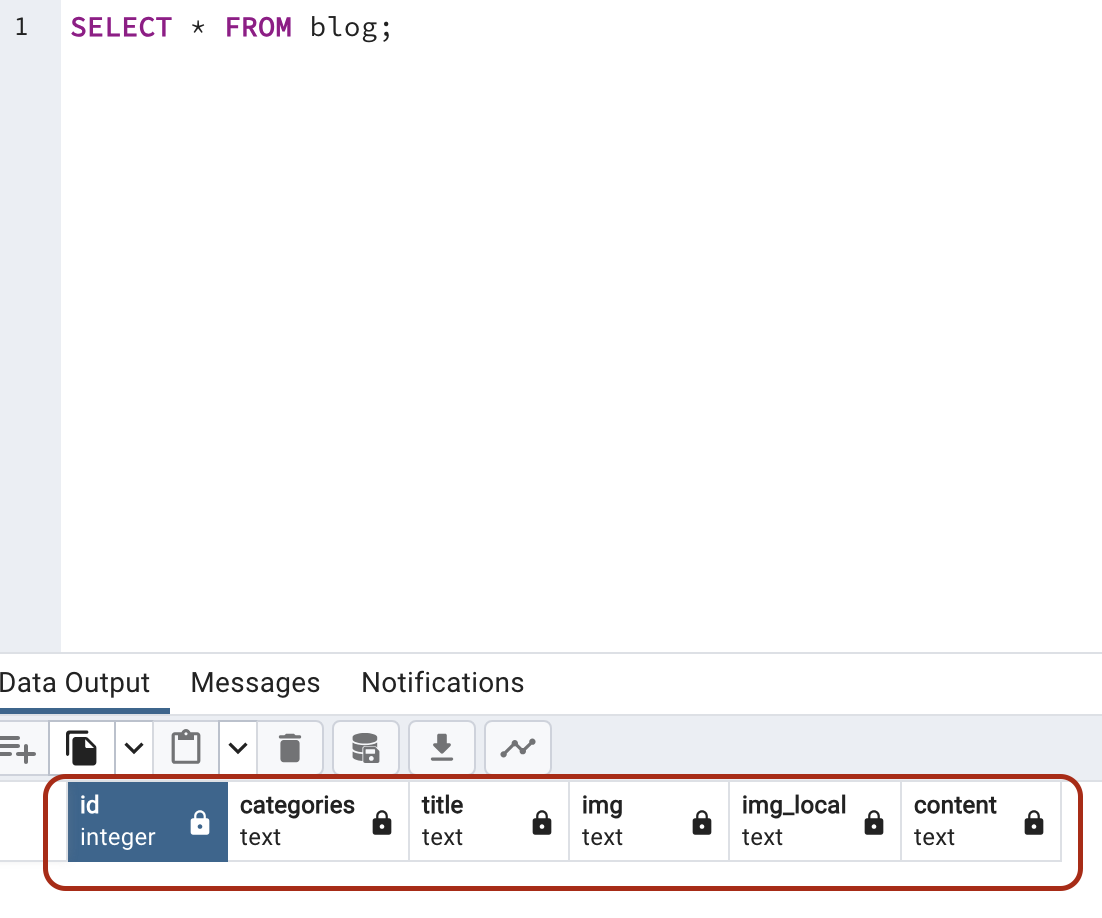 1 SELECT * FROM blog;
Data Output Messages Notifications
id categories title img img_local content
integer text text text text text